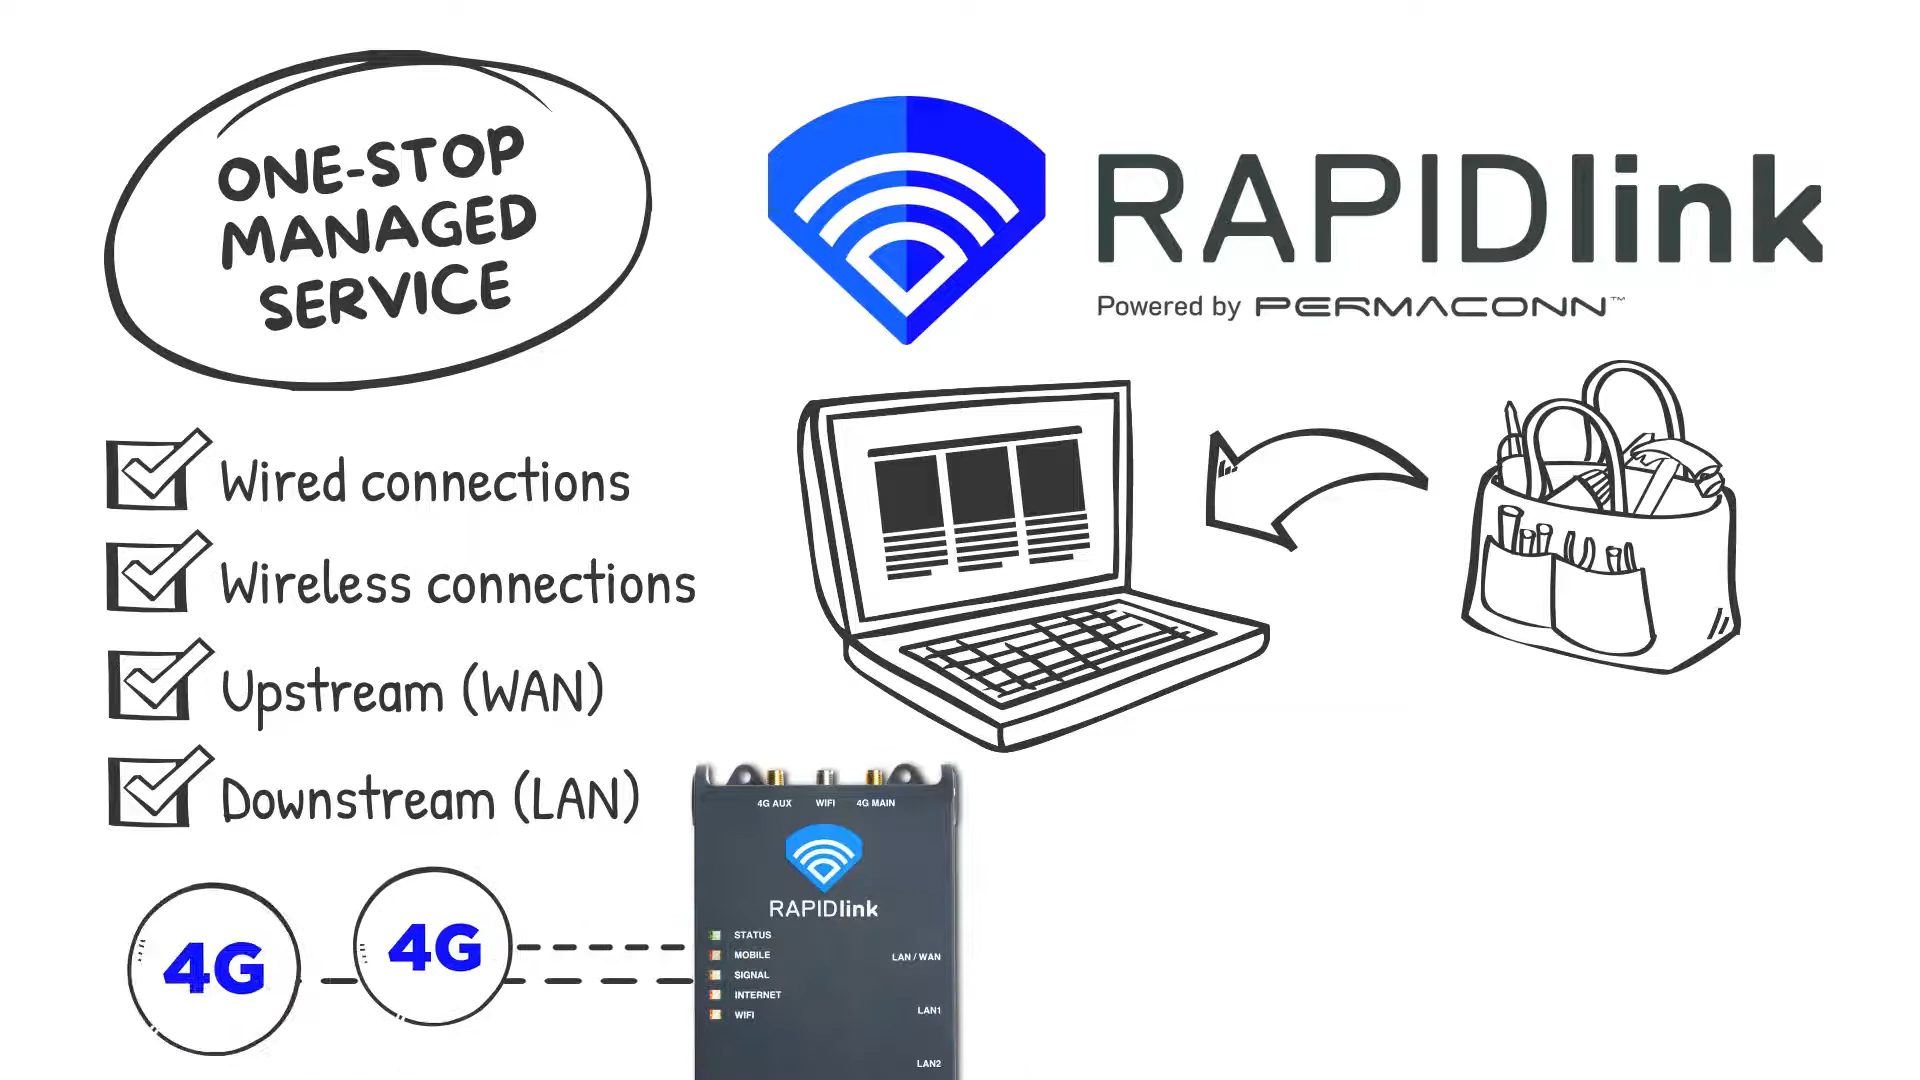 ONE-STOP
MANAGED
SERVICE
RAPIDlink
Powered by PERMACONN™
Wired connections
Wireless connections
Upstream (WAN)
Downstream (LAN)
4G
4G
4G AUX WIFI 4G MAIN
RAPIDlink
STATUS
MOBILE
SIGNAL
INTERNET
WIFI
LAN / WAN
LAN1
LAN2